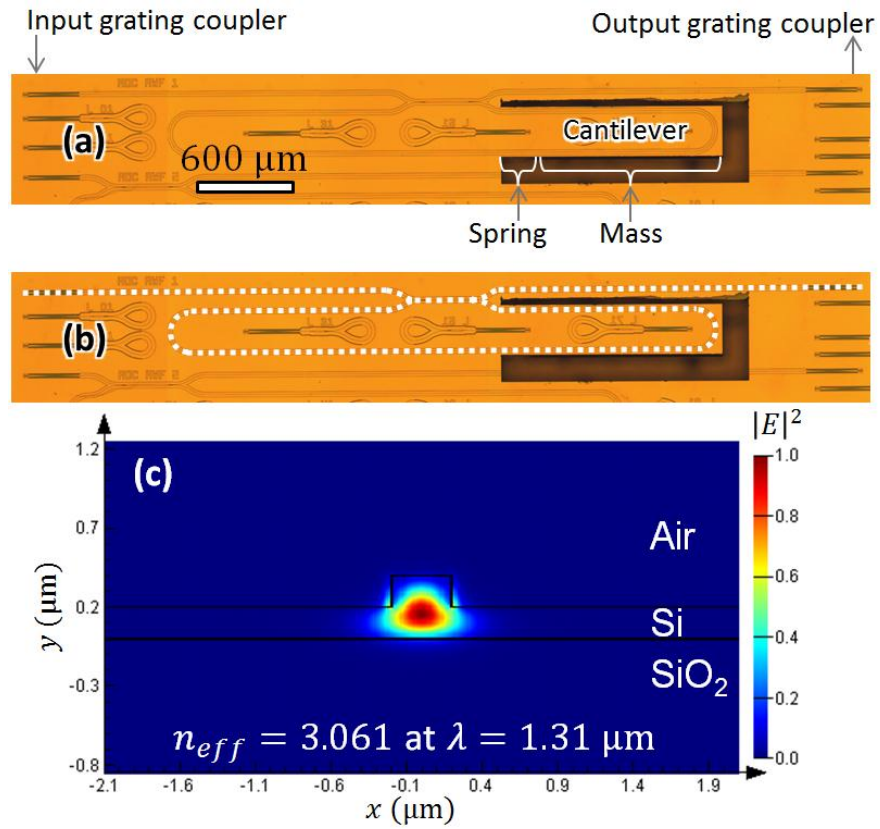 Input grating coupler
Output grating coupler
(a)
Cantilever
600 μm
Spring
Mass
(b)
(c)
|E|²
1.2
0.7
0.2
-0.3
-0.8
y (μm)
Air
Si
SiO₂
n_eff = 3.061 at λ = 1.31 μm
1.0
0.8
0.6
0.4
0.2
0.0
-2.1 -1.6 -1.1 -0.6 -0.1 0.4 0.9 1.4 1.9
x (μm)